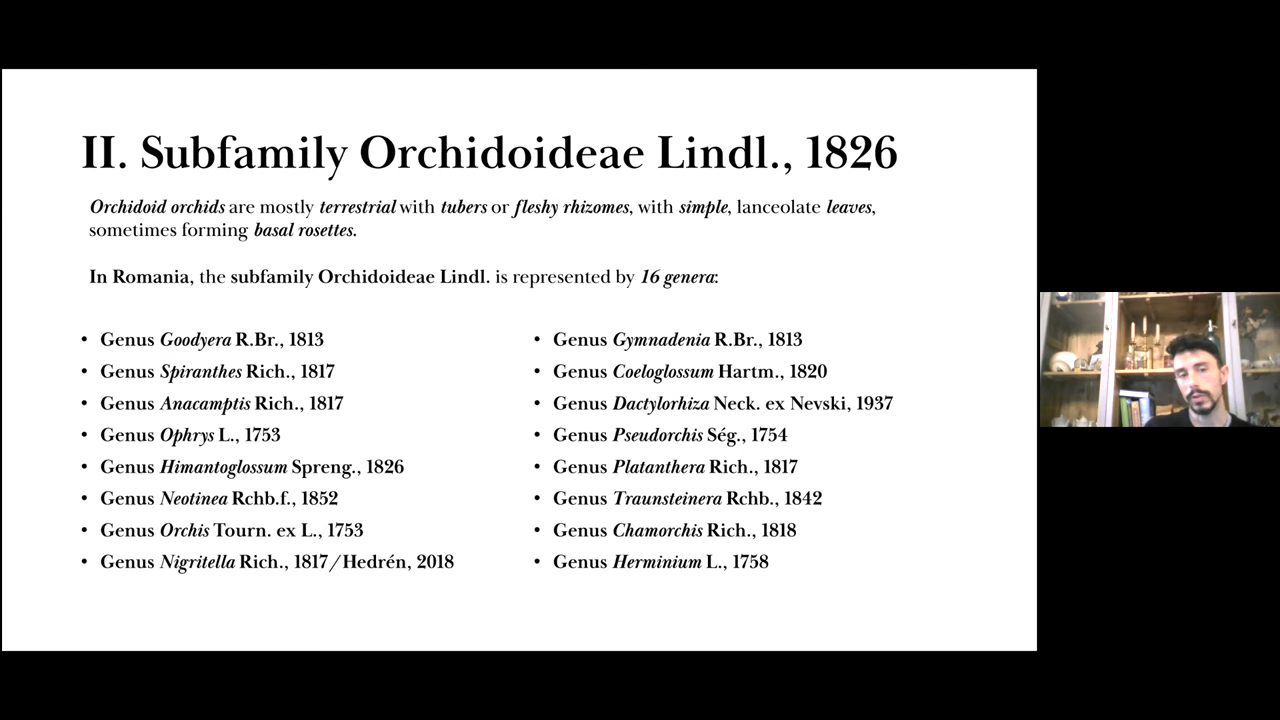 II. Subfamily Orchidoideae Lindl., 1826
Orchidoid orchids are mostly terrestrial with tubers or fleshy rhizomes, with simple, lanceolate leaves,
sometimes forming basal rosettes.
In Romania, the subfamily Orchidoideae Lindl. is represented by 16 genera:
• Genus Goodyera R.Br., 1813
• Genus Spiranthes Rich., 1817
• Genus Anacamptis Rich., 1817
• Genus Ophrys L., 1753
• Genus Himantoglossum Spreng., 1826
• Genus Neotinea Rchb.f., 1852
• Genus Orchis Tourn. ex L., 1753
• Genus Nigritella Rich., 1817/Hedrén, 2018
• Genus Gymnadenia R.Br., 1813
• Genus Coeloglossum Hartm., 1820
• Genus Dactylorhiza Neck. ex Nevski, 1937
• Genus Pseudorchis Ség., 1754
• Genus Platanthera Rich., 1817
• Genus Traunsteinera Rchb., 1842
• Genus Chamorchis Rich., 1818
• Genus Herminium L., 1758